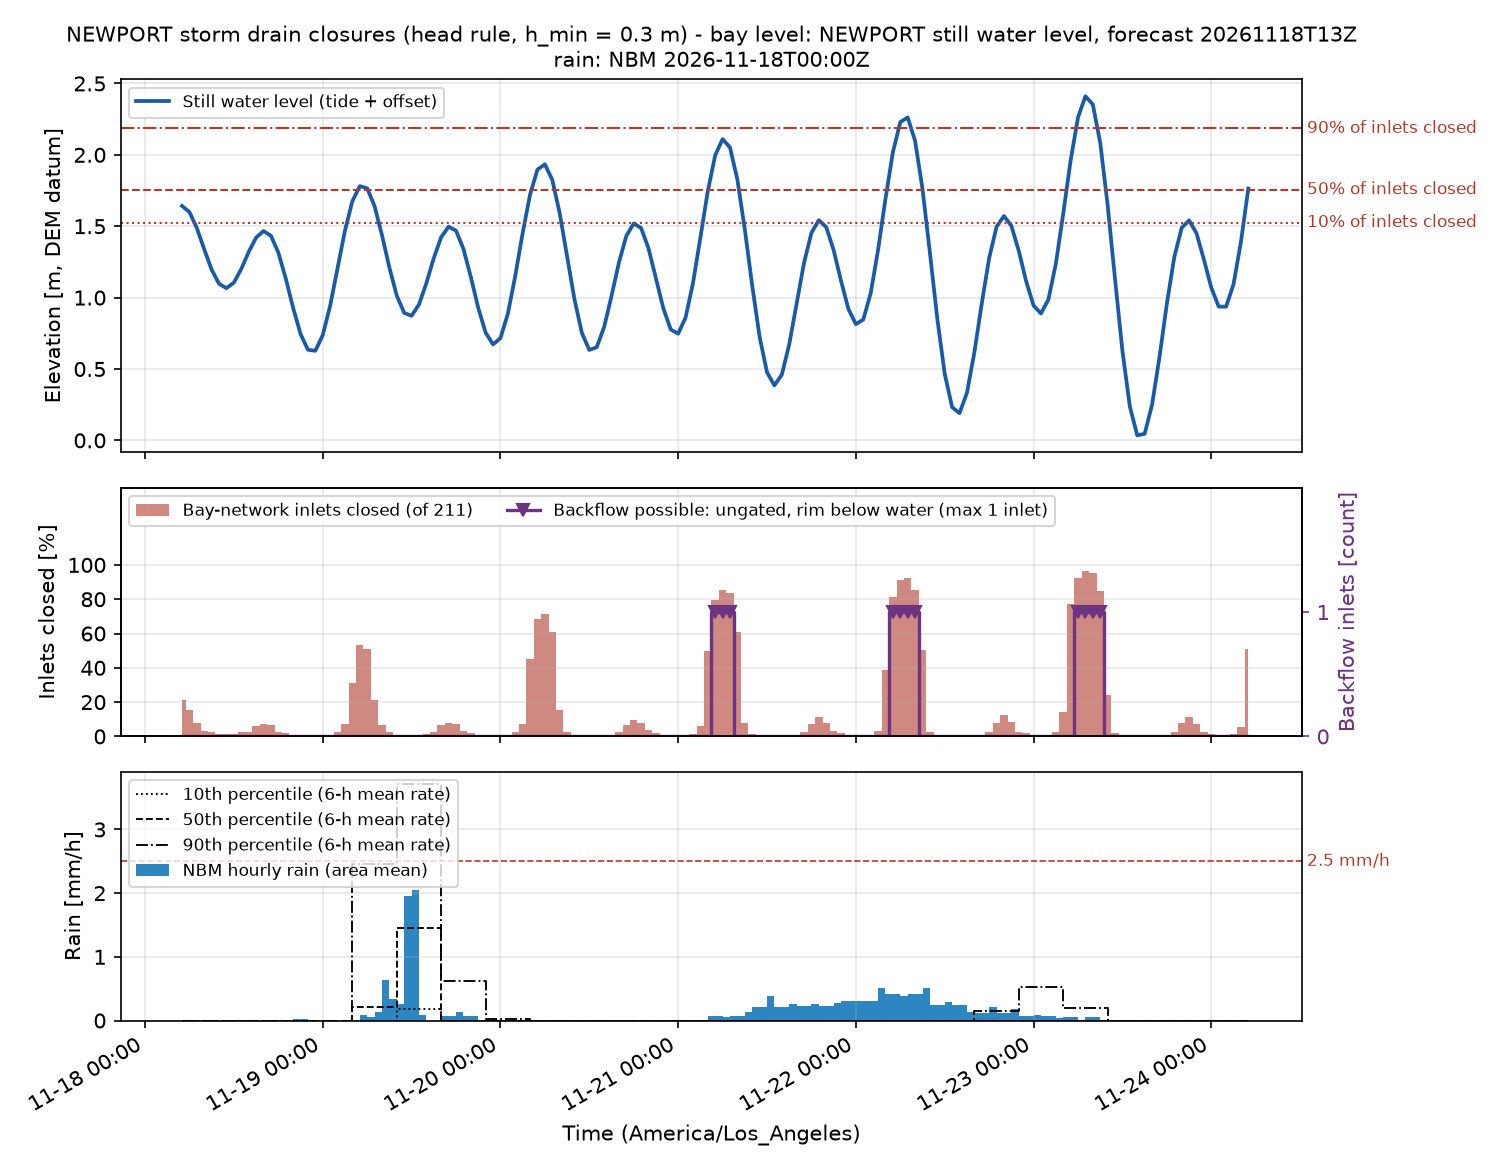 NEWPORT storm drain closures (head rule, h_min = 0.3 m) - bay level: NEWPORT still water level, forecast 20261118T13Z
rain: NBM 2026-11-18T00:00Z
Elevation [m, DEM datum]
2.5
2.0
1.5
1.0
0.5
0.0
Still water level (tide + offset)
90% of inlets closed
50% of inlets closed
10% of inlets closed
Inlets closed [%]
100
80
60
40
20
0
Bay-network inlets closed (of 211)
Backflow possible: ungated, rim below water (max 1 inlet)
1
0
Backflow inlets [count]
Rain [mm/h]
3
2
1
0
10th percentile (6-h mean rate)
50th percentile (6-h mean rate)
90th percentile (6-h mean rate)
NBM hourly rain (area mean)
2.5 mm/h
11-18 00:00
11-19 00:00
11-20 00:00
11-21 00:00
11-22 00:00
11-23 00:00
11-24 00:00
Time (America/Los_Angeles)